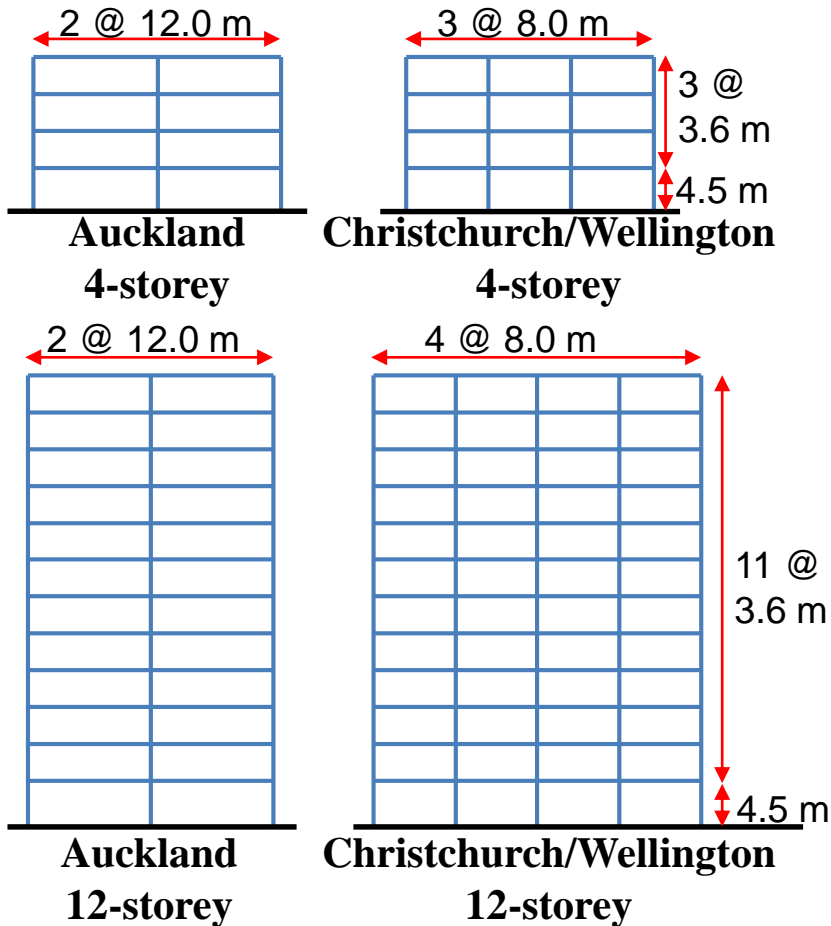 2 @ 12.0 m
3 @ 8.0 m
3 @
3.6 m
4.5 m
Auckland
4-storey
Christchurch/Wellington
4-storey
2 @ 12.0 m
4 @ 8.0 m
11 @
3.6 m
4.5 m
Auckland
12-storey
Christchurch/Wellington
12-storey